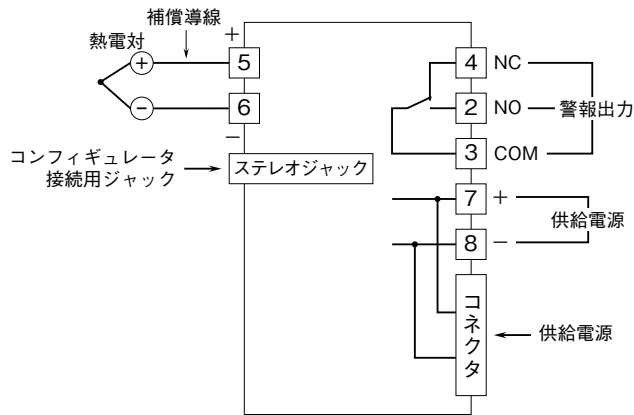 補償導線
熱電対
+
+
5
−
6
−
コンフィギュレータ
接続用ジャック
ステレオジャック
4 NC
2 NO
警報出力
3 COM
7 +
供給電源
8 −
コネクタ
供給電源